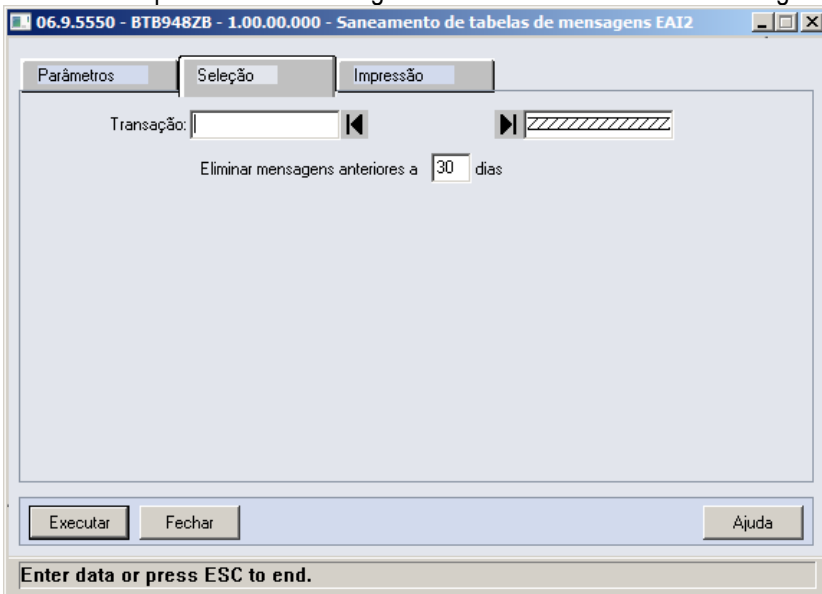 06.9.5550 - BTB948ZB - 1.00.00.000 - Saneamento de tabelas de mensagens EAI2
Parâmetros Seleção Impressão
Transação: ZZZZZZZZZZZZZZ
Eliminar mensagens anteriores a 30 dias
Executar Fechar Ajuda
Enter data or press ESC to end.